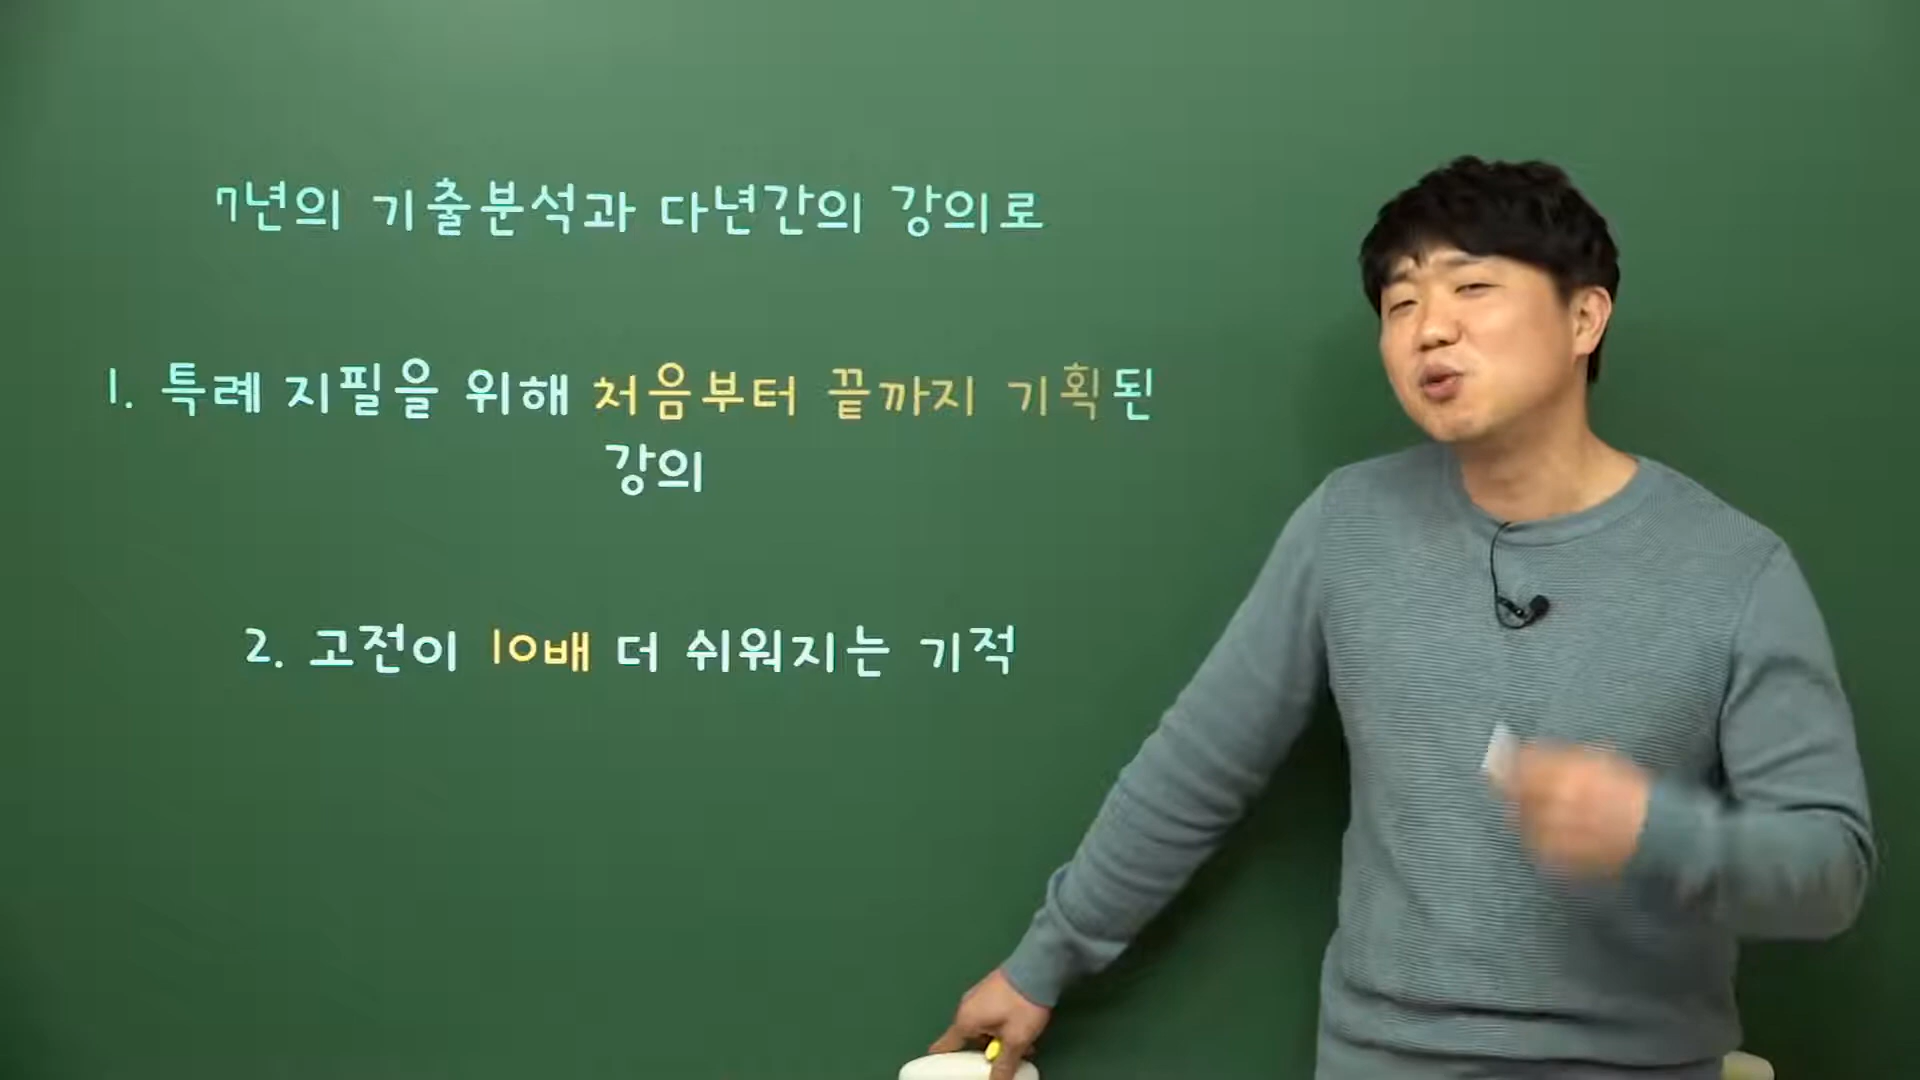 7년의 기출분석과 다년간의 강의로
1. 특례 지필을 위해 처음부터 끝까지 기획된
강의
2. 고전이 10배 더 쉬워지는 기적